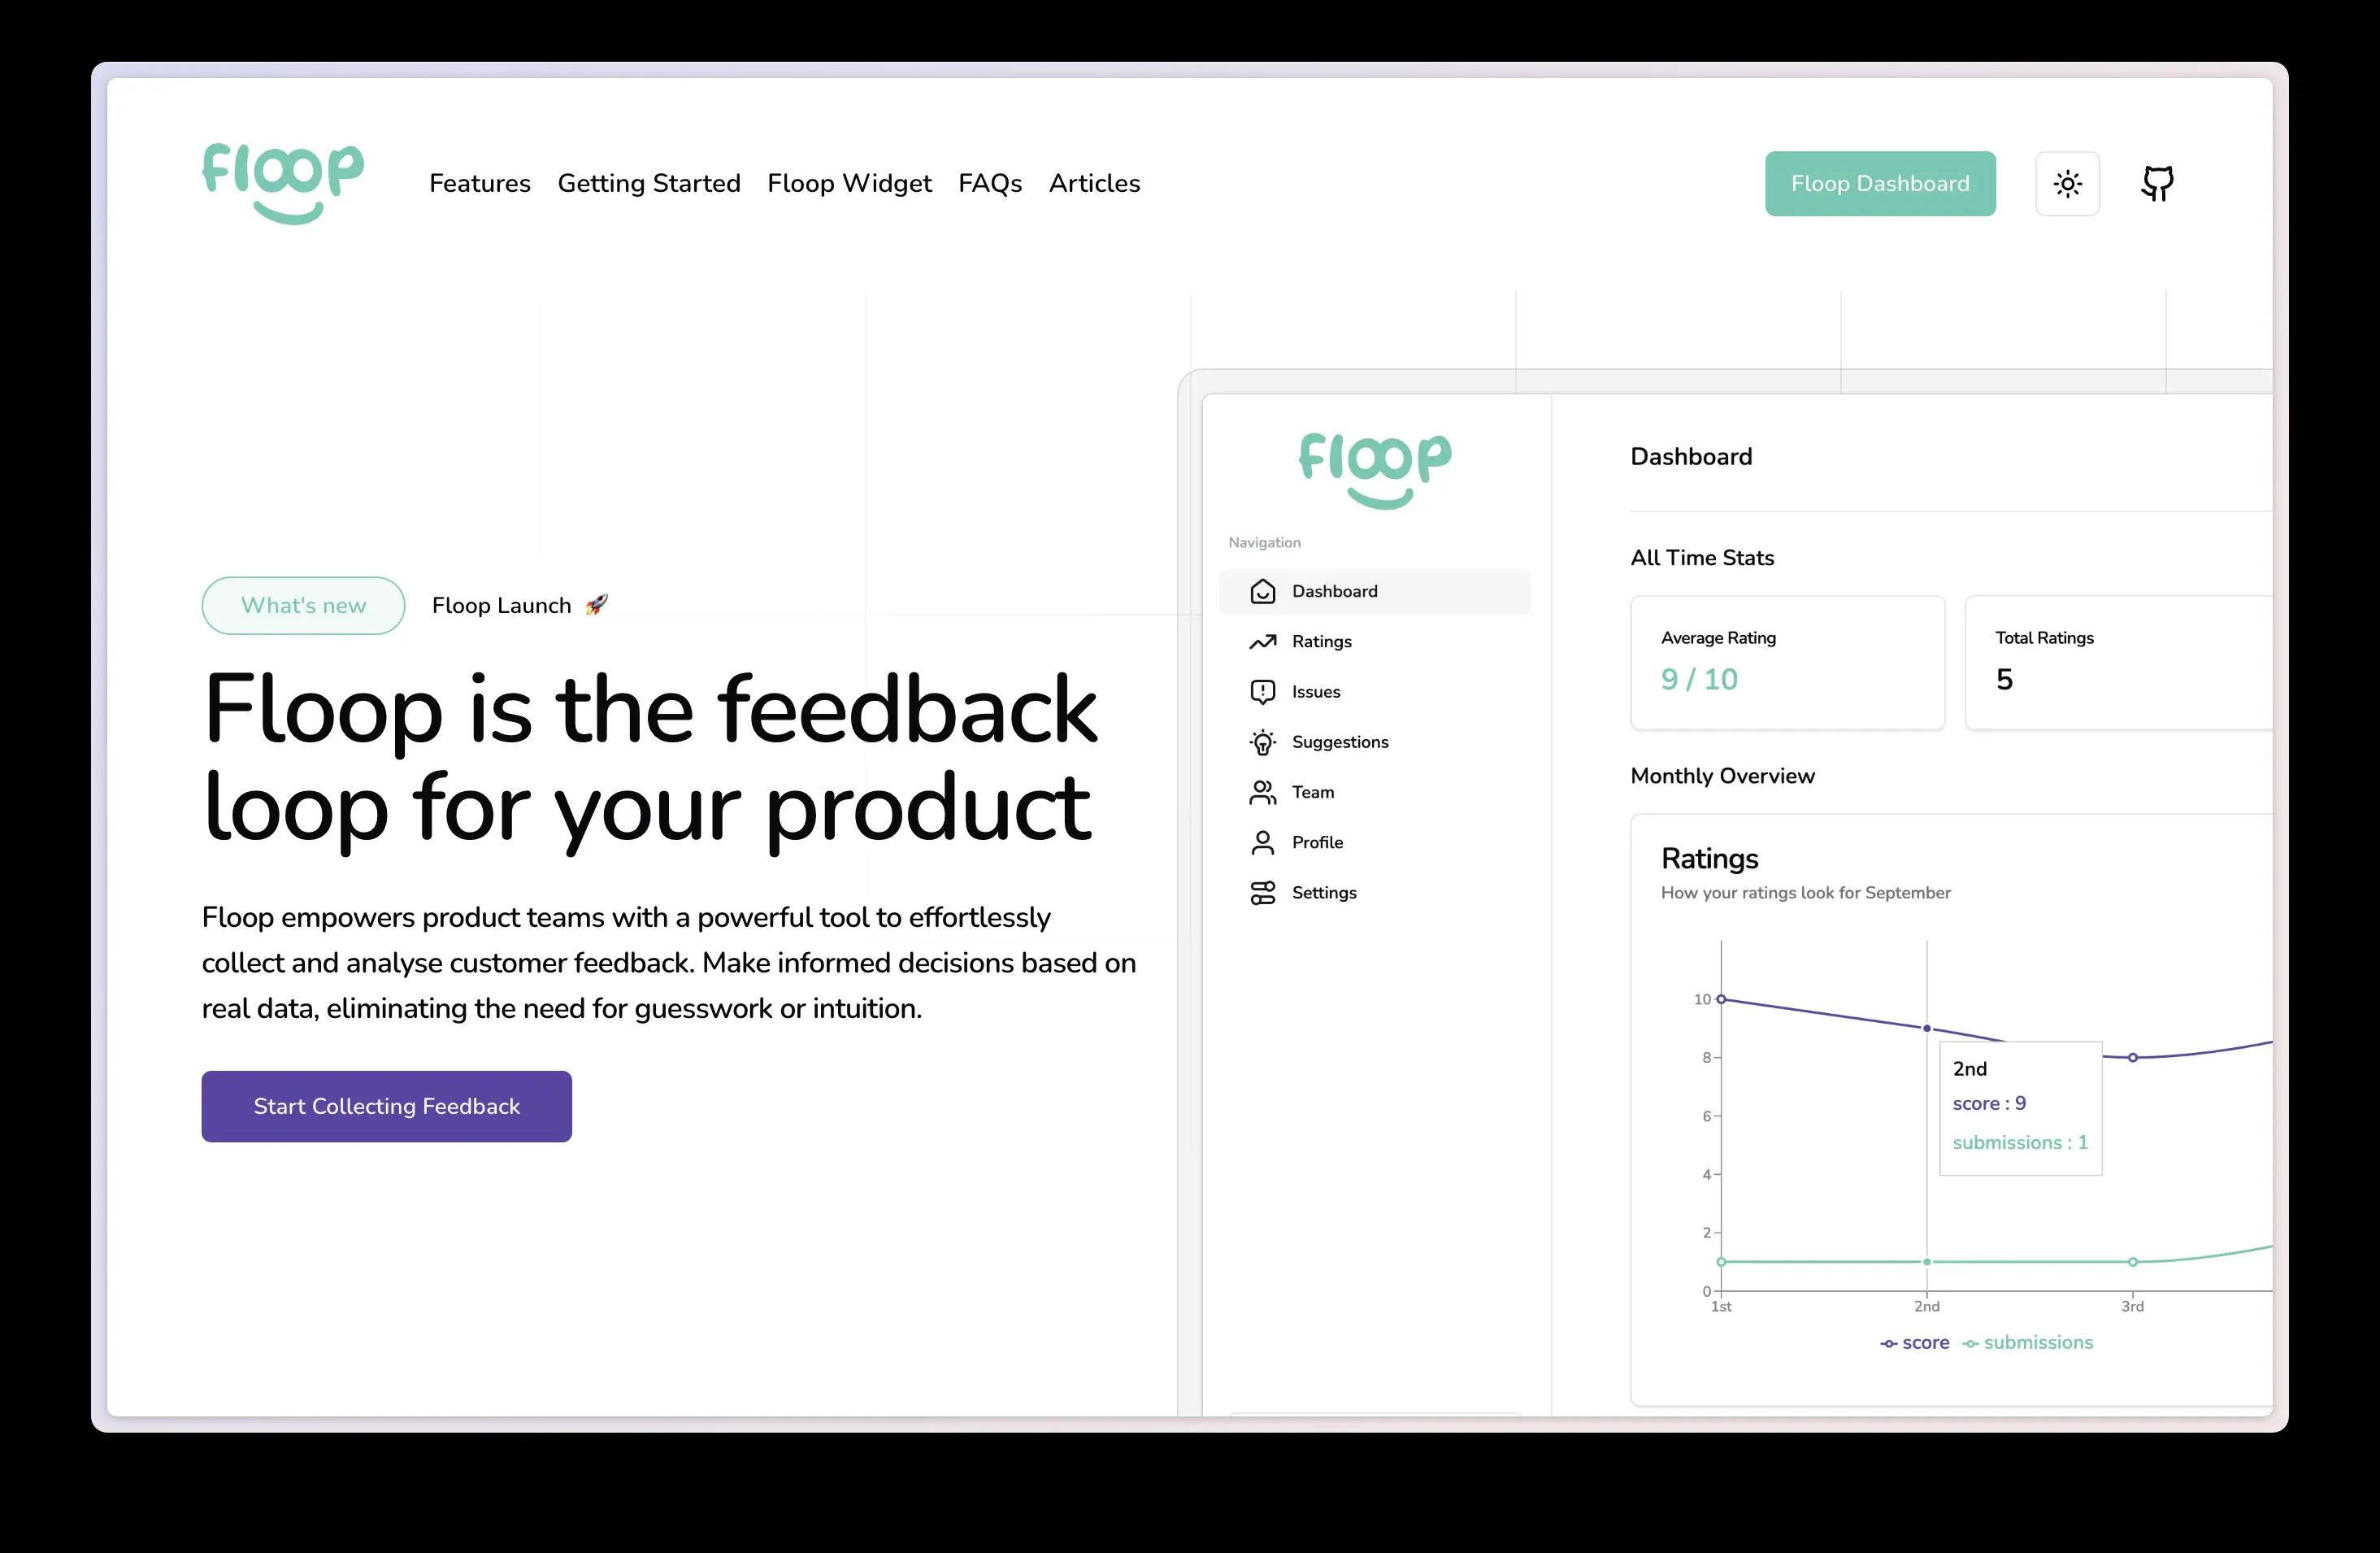 floop
Features Getting Started Floop Widget FAQs Articles
Floop Dashboard
What's new
Floop Launch 🚀
Floop is the feedback
loop for your product
Floop empowers product teams with a powerful tool to effortlessly
collect and analyse customer feedback. Make informed decisions based on
real data, eliminating the need for guesswork or intuition.
Start Collecting Feedback
floop
Navigation
Dashboard
Ratings
Issues
Suggestions
Team
Profile
Settings
Dashboard
All Time Stats
Average Rating
9 / 10
Total Ratings
5
Monthly Overview
Ratings
How your ratings look for September
10
8
6
4
2
0
2nd
score : 9
submissions : 1
1st 2nd 3rd
score submissions